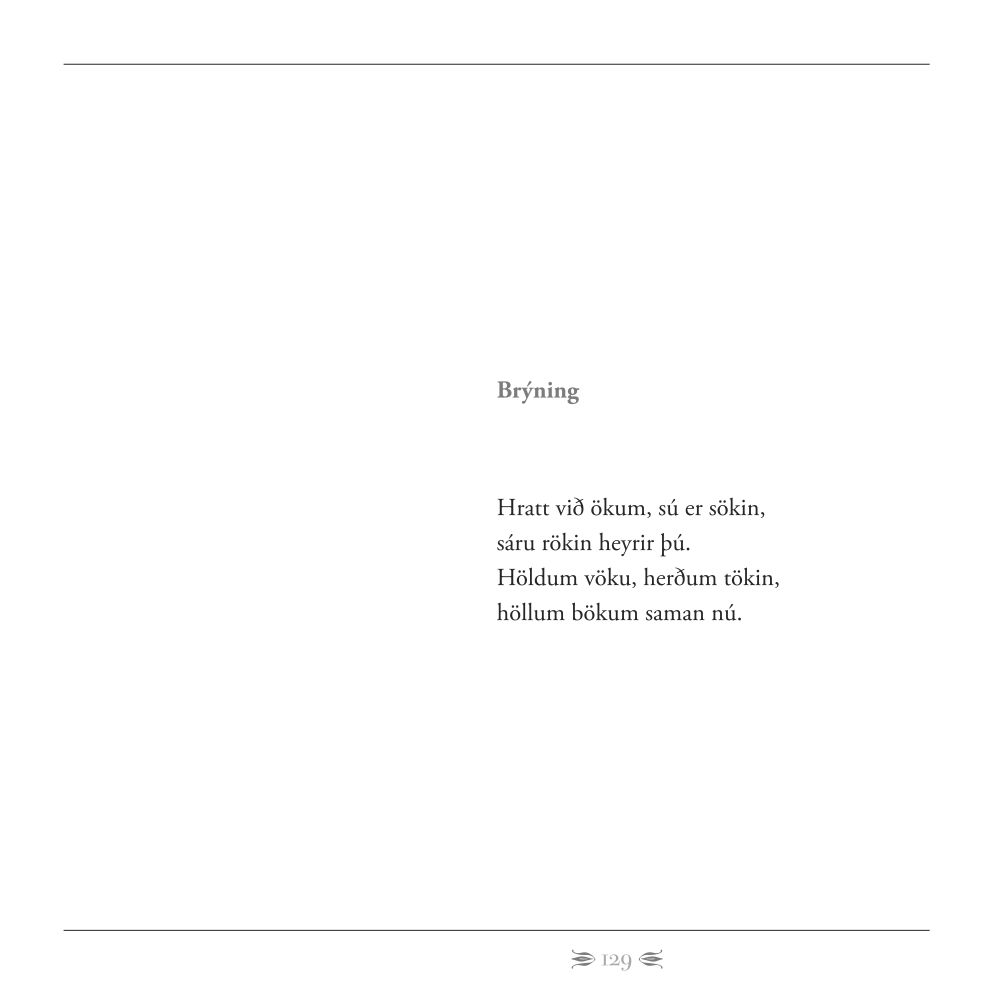 Brýning
Hratt við ökum, sú er sökin,
sáru rökin heyrir þú.
Höldum vöku, herðum tökin,
höllum bökum saman nú.
129